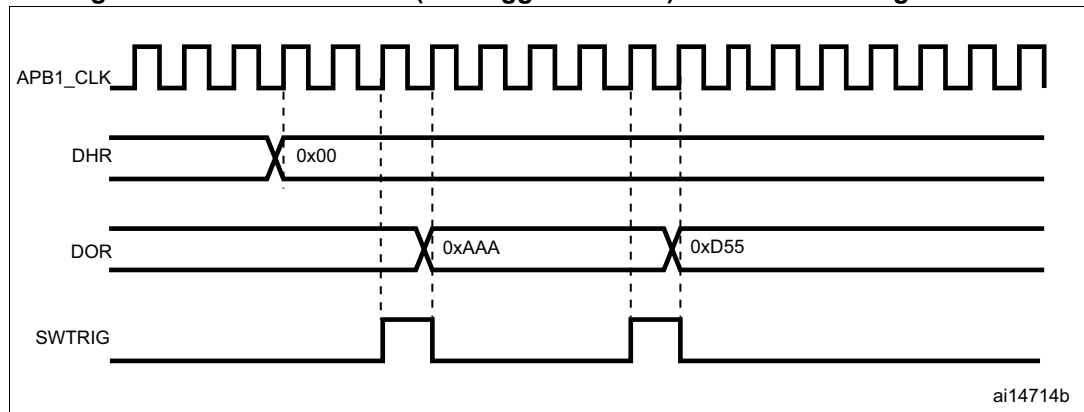 APB1_CLK
DHR
0x00
DOR
0xAAA
0xD55
SWTRIG
ai14714b